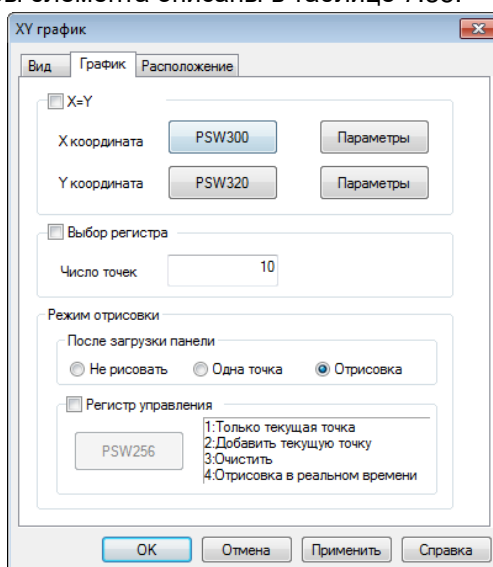 XY график
Вид График Расположение
X=Y
X координата PSW300 Параметры
Y координата PSW320 Параметры
Выбор регистра
Число точек 10
Режим отрисовки
После загрузки панели
Не рисовать Одна точка Отрисовка
Регистр управления
PSW256
1:Только текущая точка
2:Добавить текущую точку
3:Очистить
4:Отрисовка в реальном времени
OK Отмена Применить Справка